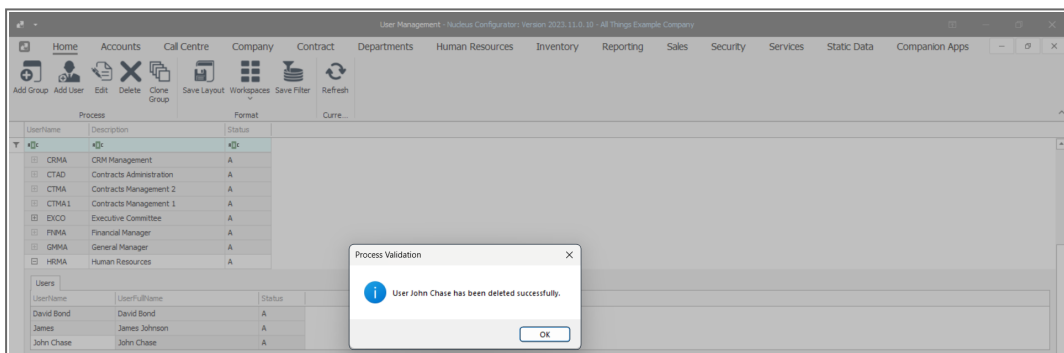 User Management - Nucleus Configurator: Version 2023.11.0.10 - All Things Example Company
Home Accounts Call Centre Company Contract Departments Human Resources Inventory Reporting Sales Security Services Static Data Companion Apps
Add Group Add User Edit Delete Clone Group Save Layout Workspaces Save Filter Refresh
Process Format Curre...
UserName Description Status
CRMA CRM Management A
CTAD Contracts Administration A
CTMA Contracts Management 2 A
CTMA1 Contracts Management 1 A
EXCO Executive Committee A
FNMA Financial Manager A
GMMA General Manager A
HRMA Human Resources A
Process Validation
User John Chase has been deleted successfully.
OK
Users
UserName UserFullName Status
David Bond David Bond A
James James Johnson A
John Chase John Chase A